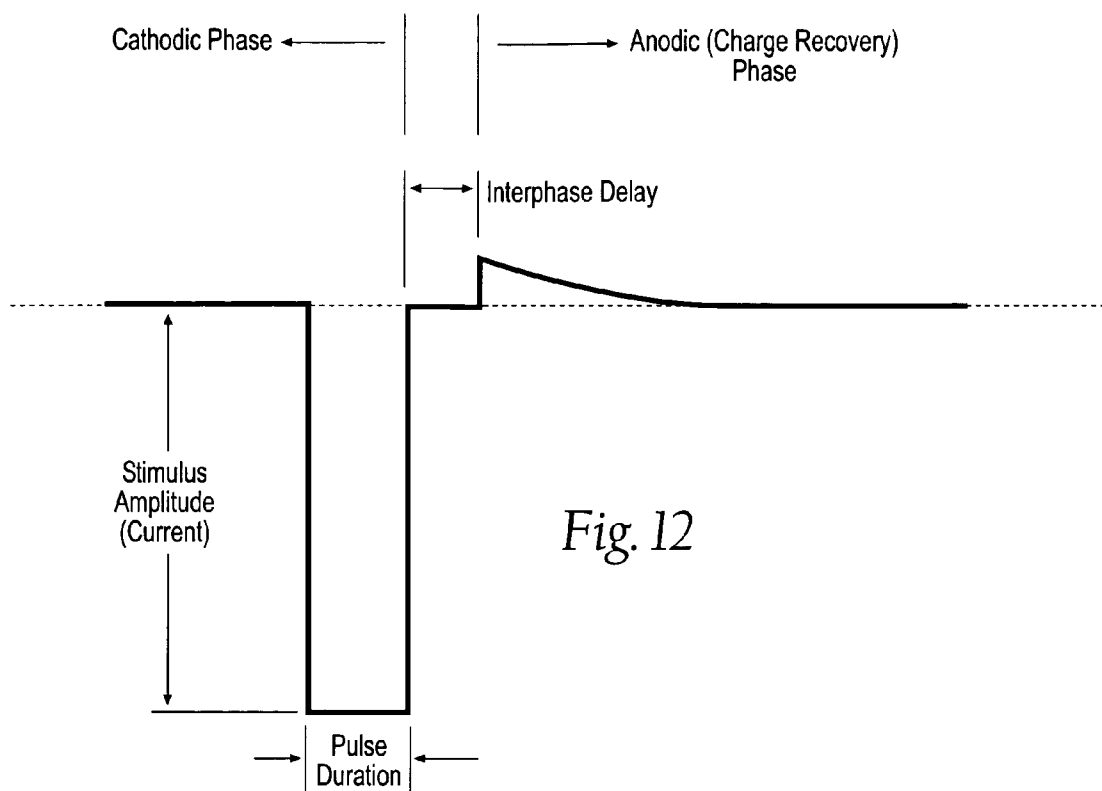 Cathodic Phase
Anodic (Charge Recovery)
Phase
Interphase Delay
Stimulus
Amplitude
(Current)
Fig. 12
Pulse
Duration